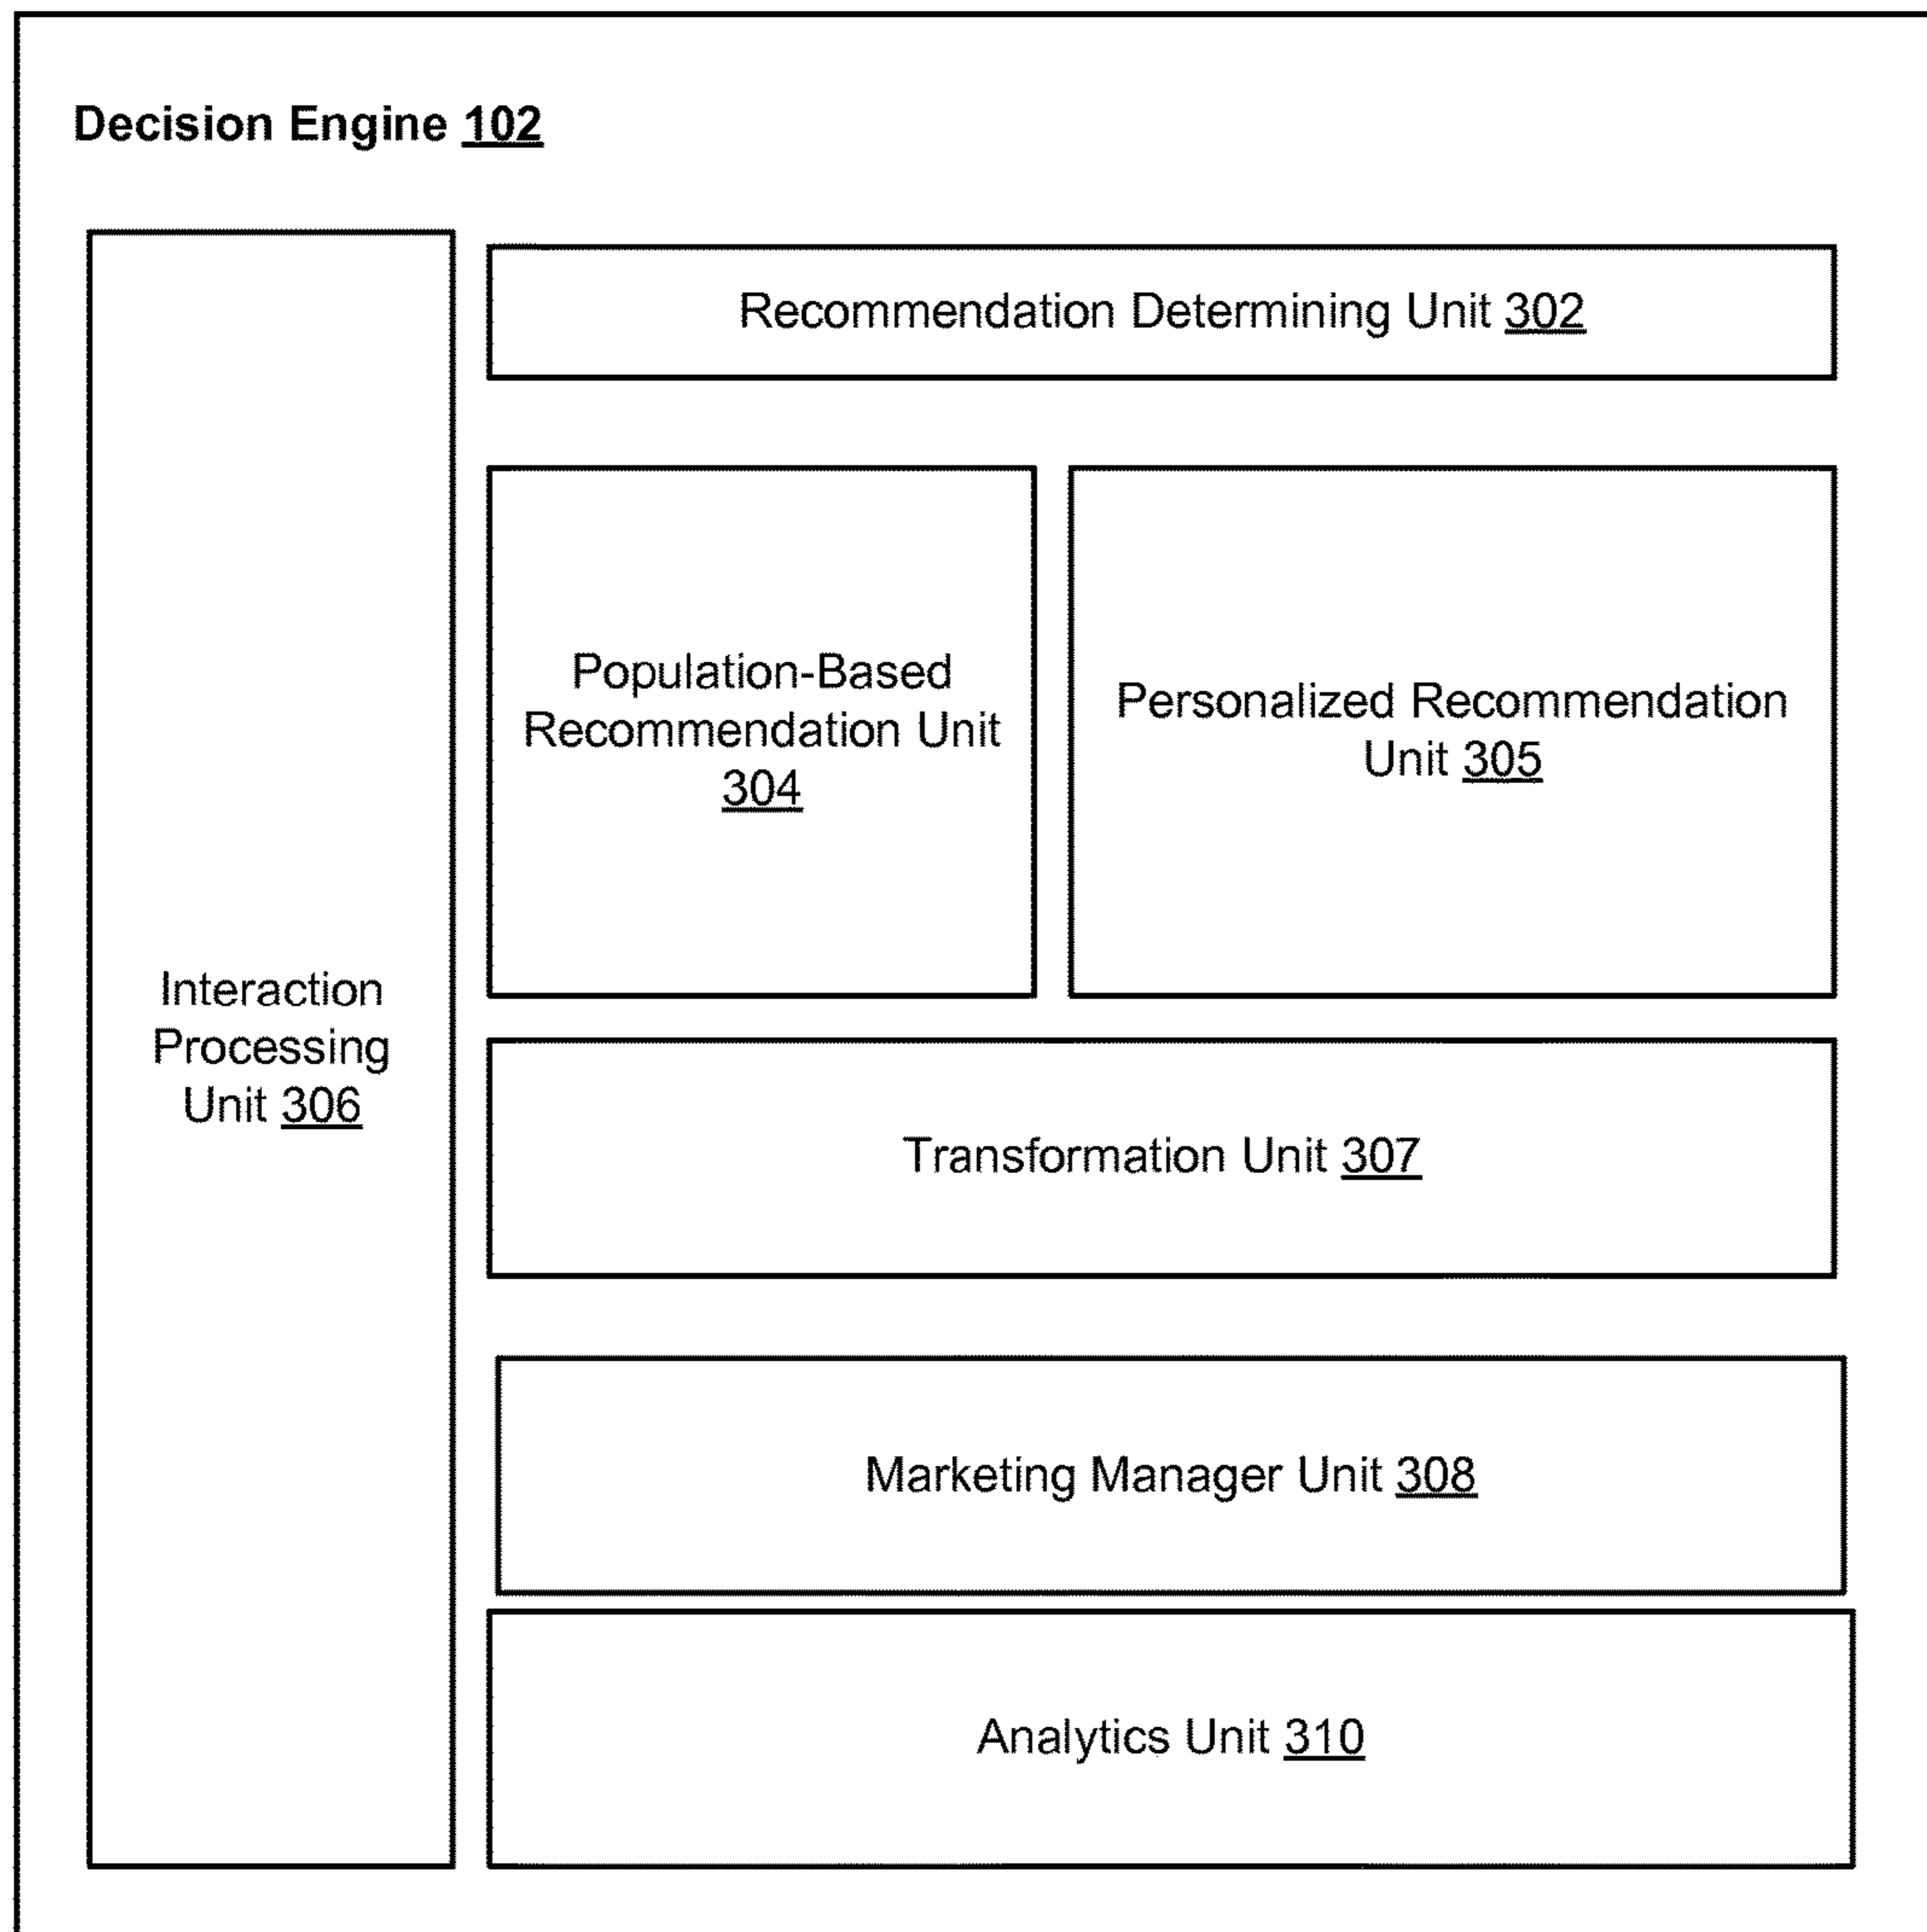 Decision Engine 102
Recommendation Determining Unit 302
Population-Based
Recommendation Unit
304
Personalized Recommendation
Unit 305
Interaction
Processing
Unit 306
Transformation Unit 307
Marketing Manager Unit 308
Analytics Unit 310